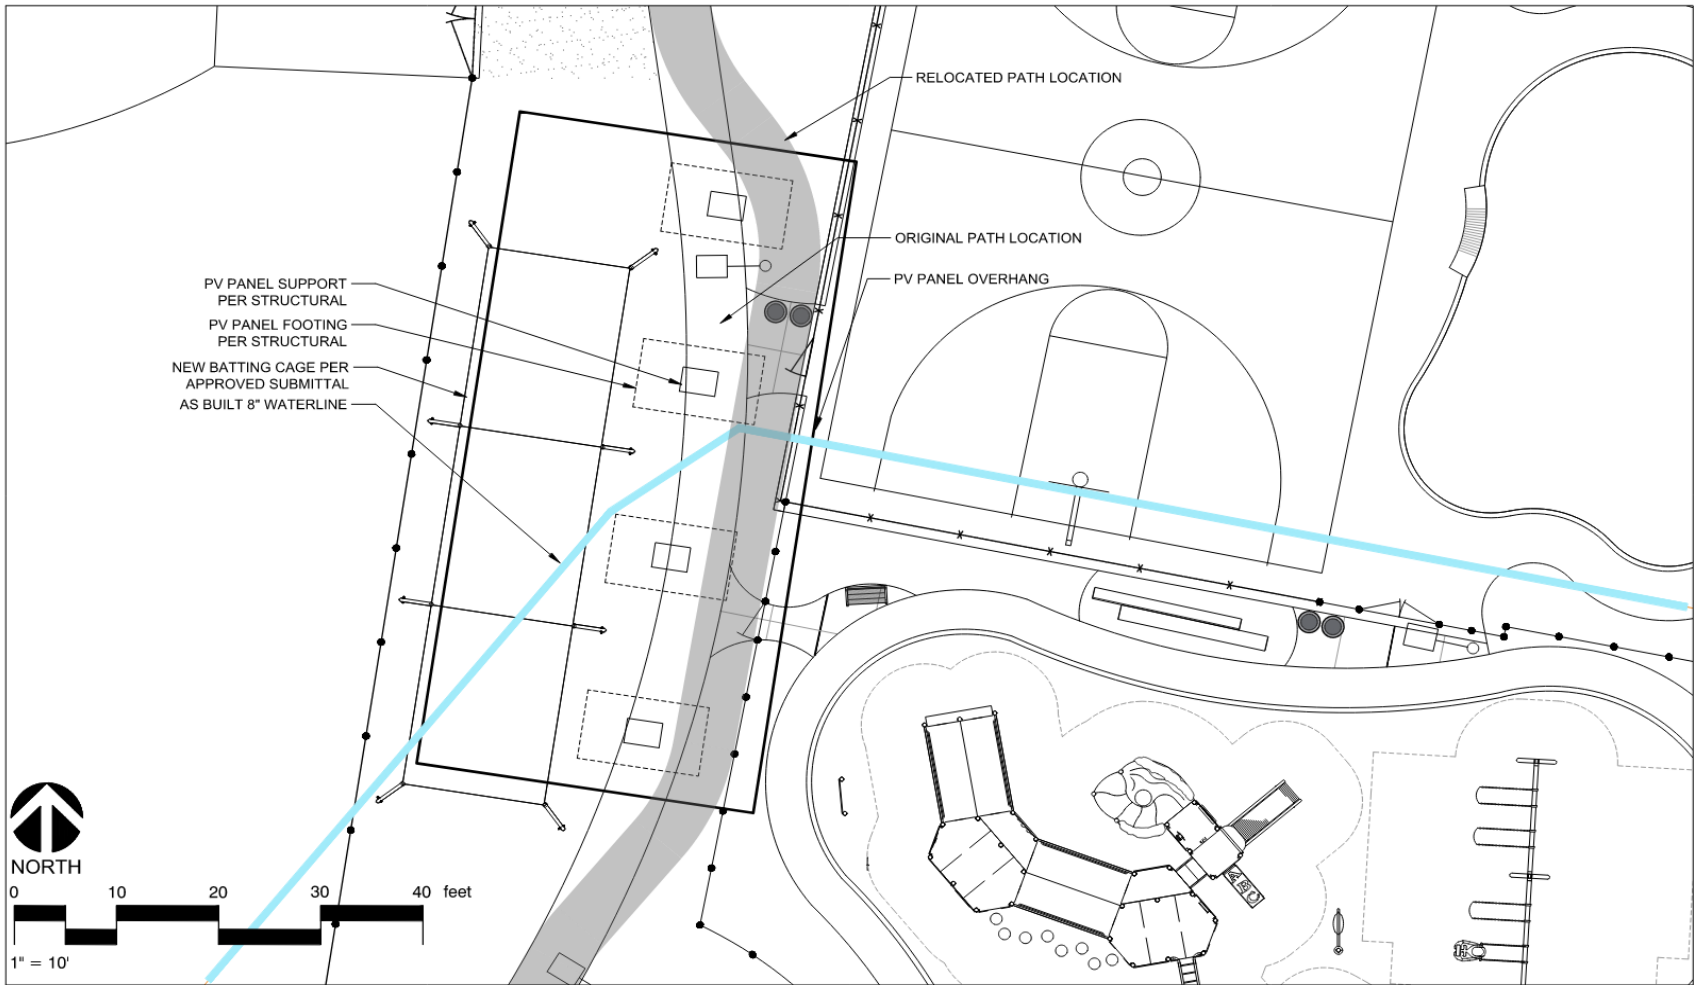 RELOCATED PATH LOCATION
ORIGINAL PATH LOCATION
PV PANEL OVERHANG
PV PANEL SUPPORT
PER STRUCTURAL
PV PANEL FOOTING
PER STRUCTURAL
NEW BATTING CAGE PER
APPROVED SUBMITTAL
AS BUILT 8" WATERLINE
ABC
NORTH
0 10 20 30 40 feet
1" = 10'